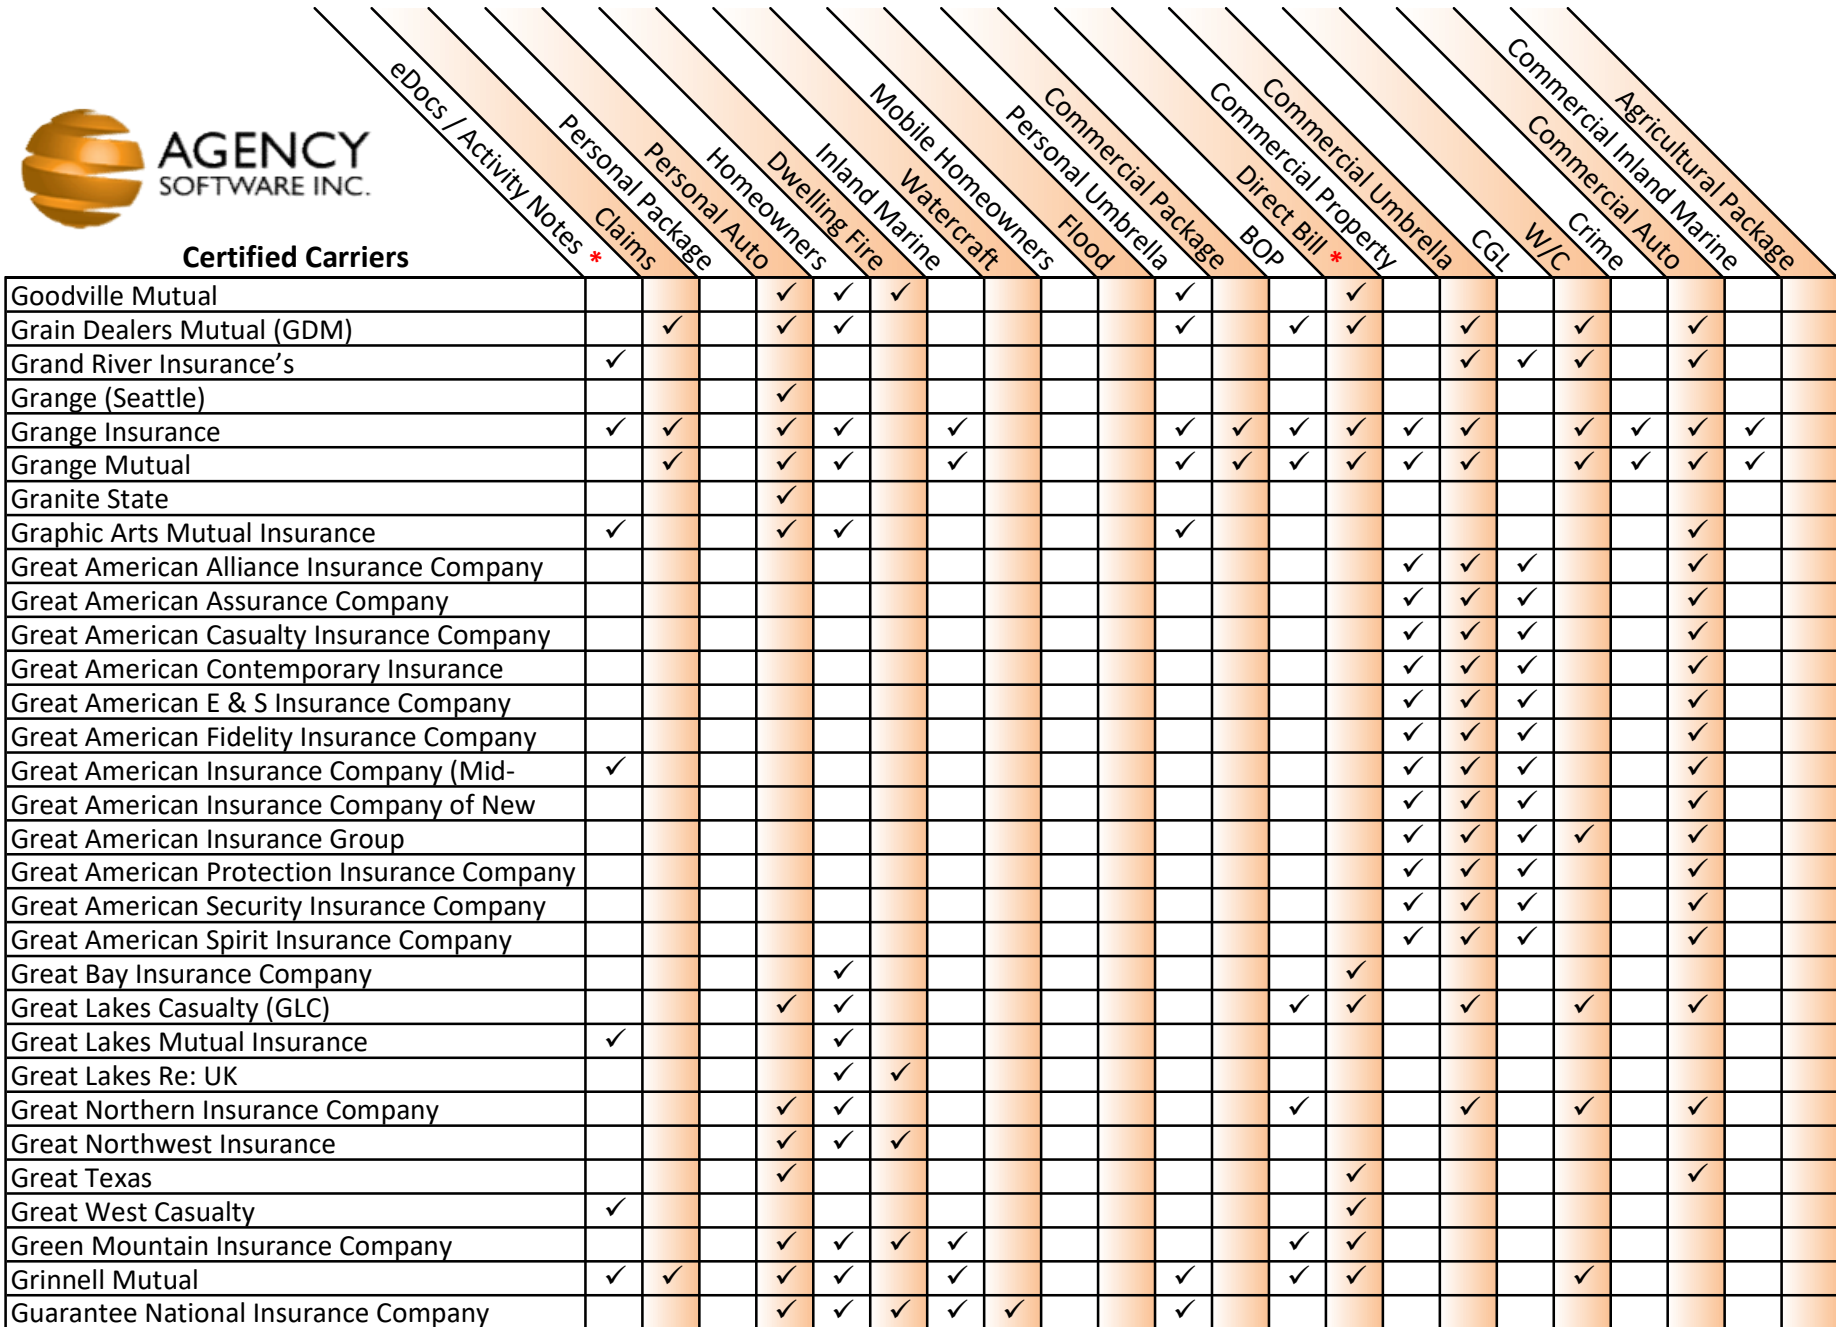 AGENCY
SOFTWARE INC.
Certified Carriers
eDocs / Activity Notes *
Claims
Personal Package
Personal Auto
Homeowners
Dwelling Fire
Inland Marine
Watercraft
Mobile Homeowners
Flood
Personal Umbrella
Commercial Package
BOP
Direct Bill *
Commercial Property
Commercial Umbrella
CGL
W/C
Crime
Commercial Auto
Commercial Inland Marine
Agricultural Package
Goodville Mutual ✓ ✓ ✓ ✓ ✓
Grain Dealers Mutual (GDM) ✓ ✓ ✓ ✓ ✓ ✓ ✓ ✓ ✓
Grand River Insurance’s ✓ ✓ ✓ ✓ ✓
Grange (Seattle) ✓
Grange Insurance ✓ ✓ ✓ ✓ ✓ ✓ ✓ ✓ ✓ ✓ ✓ ✓ ✓ ✓ ✓
Grange Mutual ✓ ✓ ✓ ✓ ✓ ✓ ✓ ✓ ✓ ✓ ✓ ✓ ✓ ✓
Granite State ✓
Graphic Arts Mutual Insurance ✓ ✓ ✓ ✓ ✓
Great American Alliance Insurance Company ✓ ✓ ✓ ✓
Great American Assurance Company ✓ ✓ ✓ ✓
Great American Casualty Insurance Company ✓ ✓ ✓ ✓
Great American Contemporary Insurance ✓ ✓ ✓ ✓
Great American E & S Insurance Company ✓ ✓ ✓ ✓
Great American Fidelity Insurance Company ✓ ✓ ✓ ✓
Great American Insurance Company (Mid- ✓ ✓ ✓ ✓ ✓
Great American Insurance Company of New ✓ ✓ ✓ ✓
Great American Insurance Group ✓ ✓ ✓ ✓ ✓
Great American Protection Insurance Company ✓ ✓ ✓ ✓
Great American Security Insurance Company ✓ ✓ ✓ ✓
Great American Spirit Insurance Company ✓ ✓ ✓ ✓
Great Bay Insurance Company ✓ ✓
Great Lakes Casualty (GLC) ✓ ✓ ✓ ✓ ✓ ✓ ✓
Great Lakes Mutual Insurance ✓ ✓
Great Lakes Re: UK ✓ ✓
Great Northern Insurance Company ✓ ✓ ✓ ✓ ✓ ✓
Great Northwest Insurance ✓ ✓ ✓
Great Texas ✓ ✓ ✓
Great West Casualty ✓ ✓
Green Mountain Insurance Company ✓ ✓ ✓ ✓ ✓ ✓
Grinnell Mutual ✓ ✓ ✓ ✓ ✓ ✓ ✓ ✓ ✓
Guarantee National Insurance Company ✓ ✓ ✓ ✓ ✓ ✓